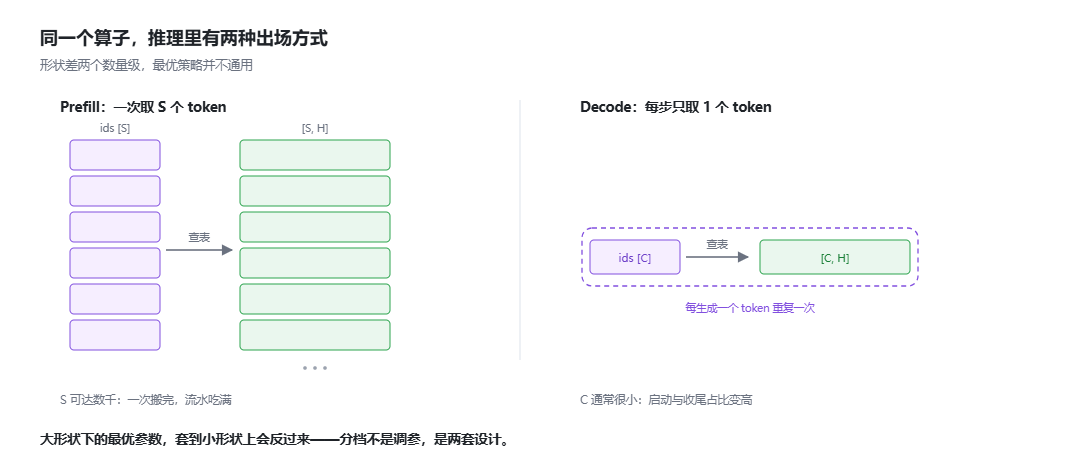 同一个算子，推理里有两种出场方式
形状差两个数量级，最优策略并不通用
Prefill：一次取 S 个 token
ids [S]
[S, H]
查表
S 可达数千：一次搬完，流水吃满
Decode：每步只取 1 个 token
ids [C]
查表
[C, H]
每生成一个 token 重复一次
C 通常很小：启动与收尾占比变高
大形状下的最优参数，套到小形状上会反过来——分档不是调参，是两套设计。